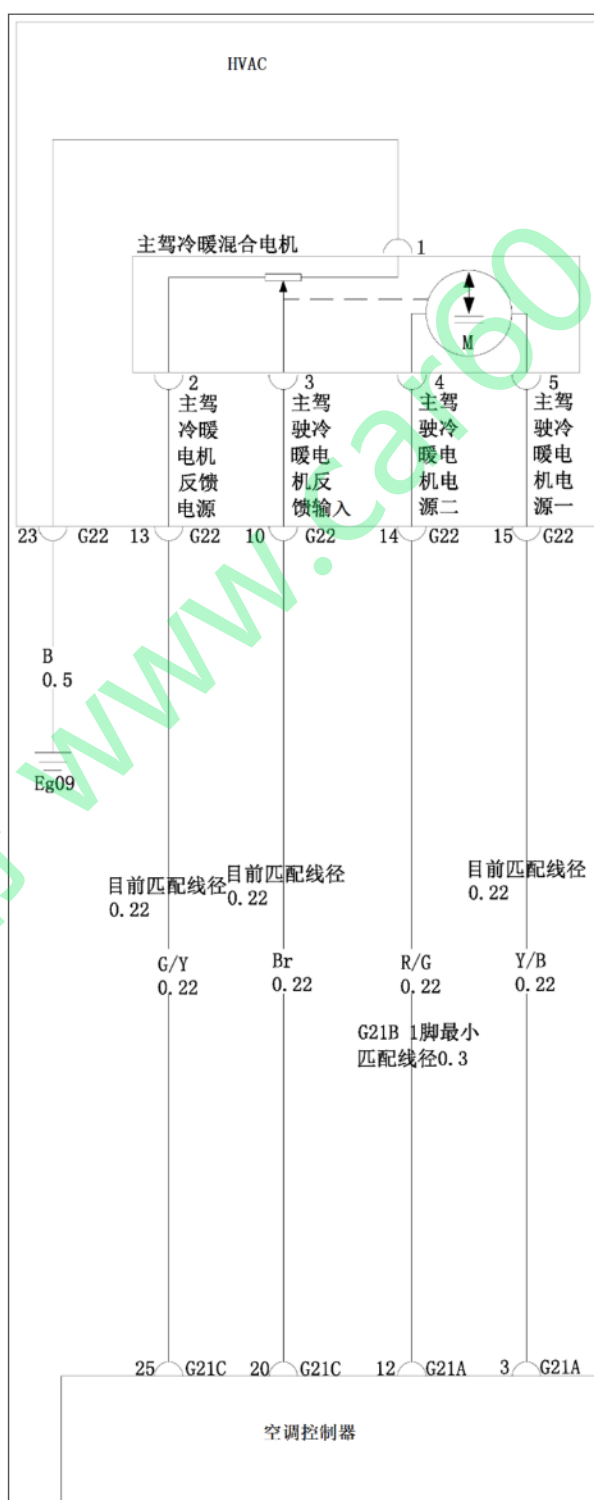 HVAC
主驾冷暖混合电机
1
M
2
3
4
5
主驾
冷暖
电机
反馈
电源
主驾
驶冷
暖电
机反
馈输入
主驾
驶冷
暖电
机电
源二
主驾
驶冷
暖电
机电
源一
23 G22
13 G22
10 G22
14 G22
15 G22
B
0.5
Eg09
目前匹配线径
0.22
目前匹配线径
0.22
目前匹配线径
0.22
G/Y
0.22
Br
0.22
R/G
0.22
Y/B
0.22
G21B 1脚最小
匹配线径0.3
25 G21C
20 G21C
12 G21A
3 G21A
空调控制器
www.car60